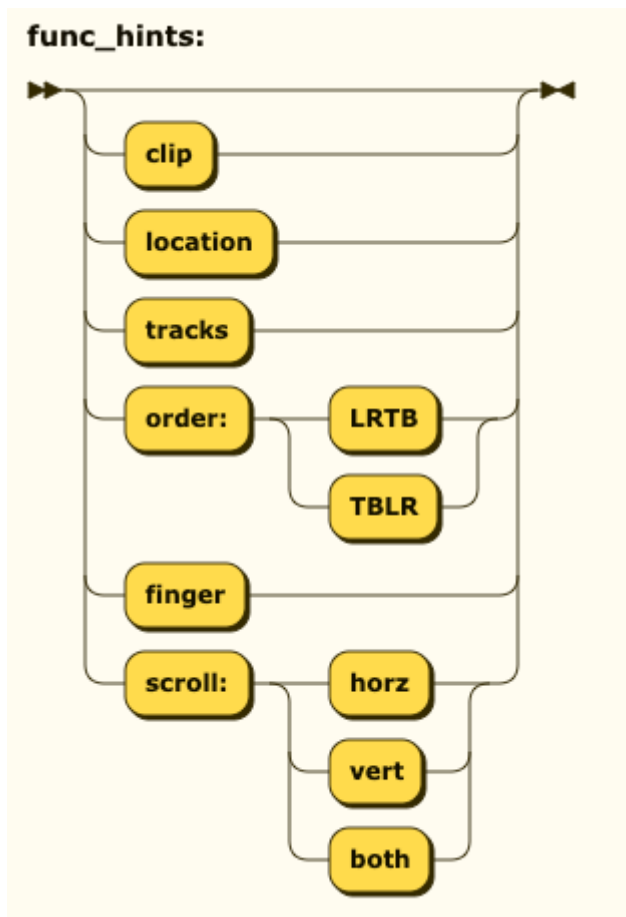 func_hints:
clip
location
tracks
order: LRTB
TBLR
finger
scroll: horz
vert
both